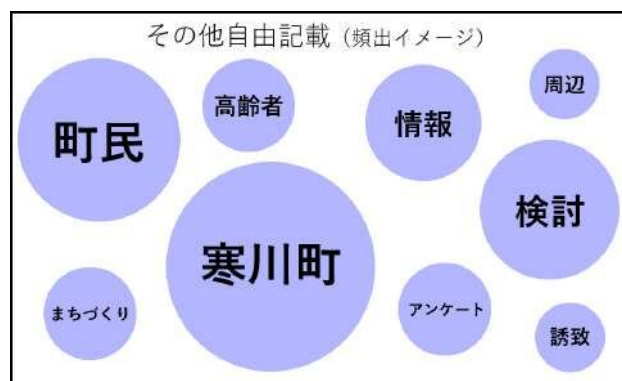 その他自由記載（頻出イメージ）
町民
高齢者
情報
周辺
検討
寒川町
まちづくり
アンケート
誘致